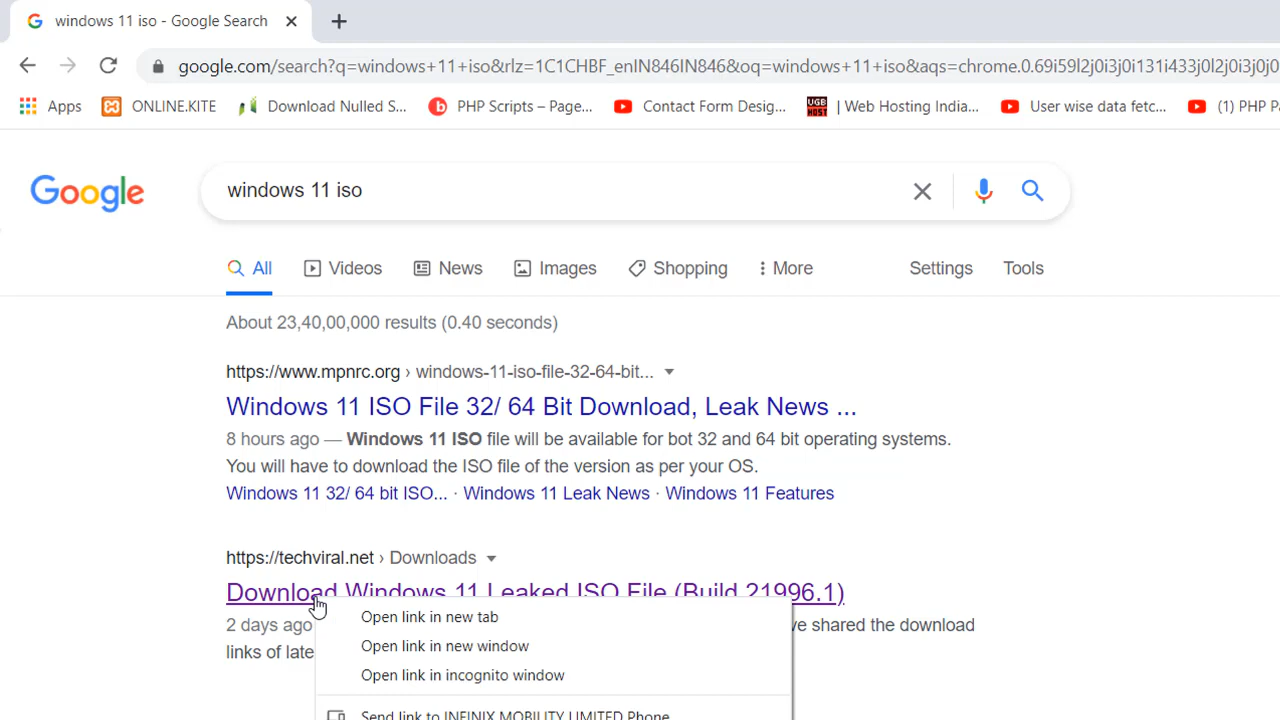 windows 11 iso - Google Search
google.com/search?q=windows+11+iso&rlz=1C1CHBF_enIN846IN846&oq=windows+11+iso&aqs=chrome.0.69i59l2j0i3j0i131i433j0l2j0i3j0j0
Apps ONLINE.KITE Download Nulled S... PHP Scripts – Page... Contact Form Desig... UGB HOST | Web Hosting India... User wise data fetc... (1) PHP P
Google windows 11 iso
All Videos News Images Shopping More Settings Tools
About 23,40,00,000 results (0.40 seconds)
https://www.mpnrc.org › windows-11-iso-file-32-64-bit...
Windows 11 ISO File 32/ 64 Bit Download, Leak News ...
8 hours ago — Windows 11 ISO file will be available for bot 32 and 64 bit operating systems.
You will have to download the ISO file of the version as per your OS.
Windows 11 32/ 64 bit ISO... · Windows 11 Leak News · Windows 11 Features
https://techviral.net › Downloads
Download Windows 11 Leaked ISO File (Build 21996.1)
2 days ago ve shared the download
links of late
Open link in new tab
Open link in new window
Open link in incognito window
Send link to INFINIX MOBILITY LIMITED Phone